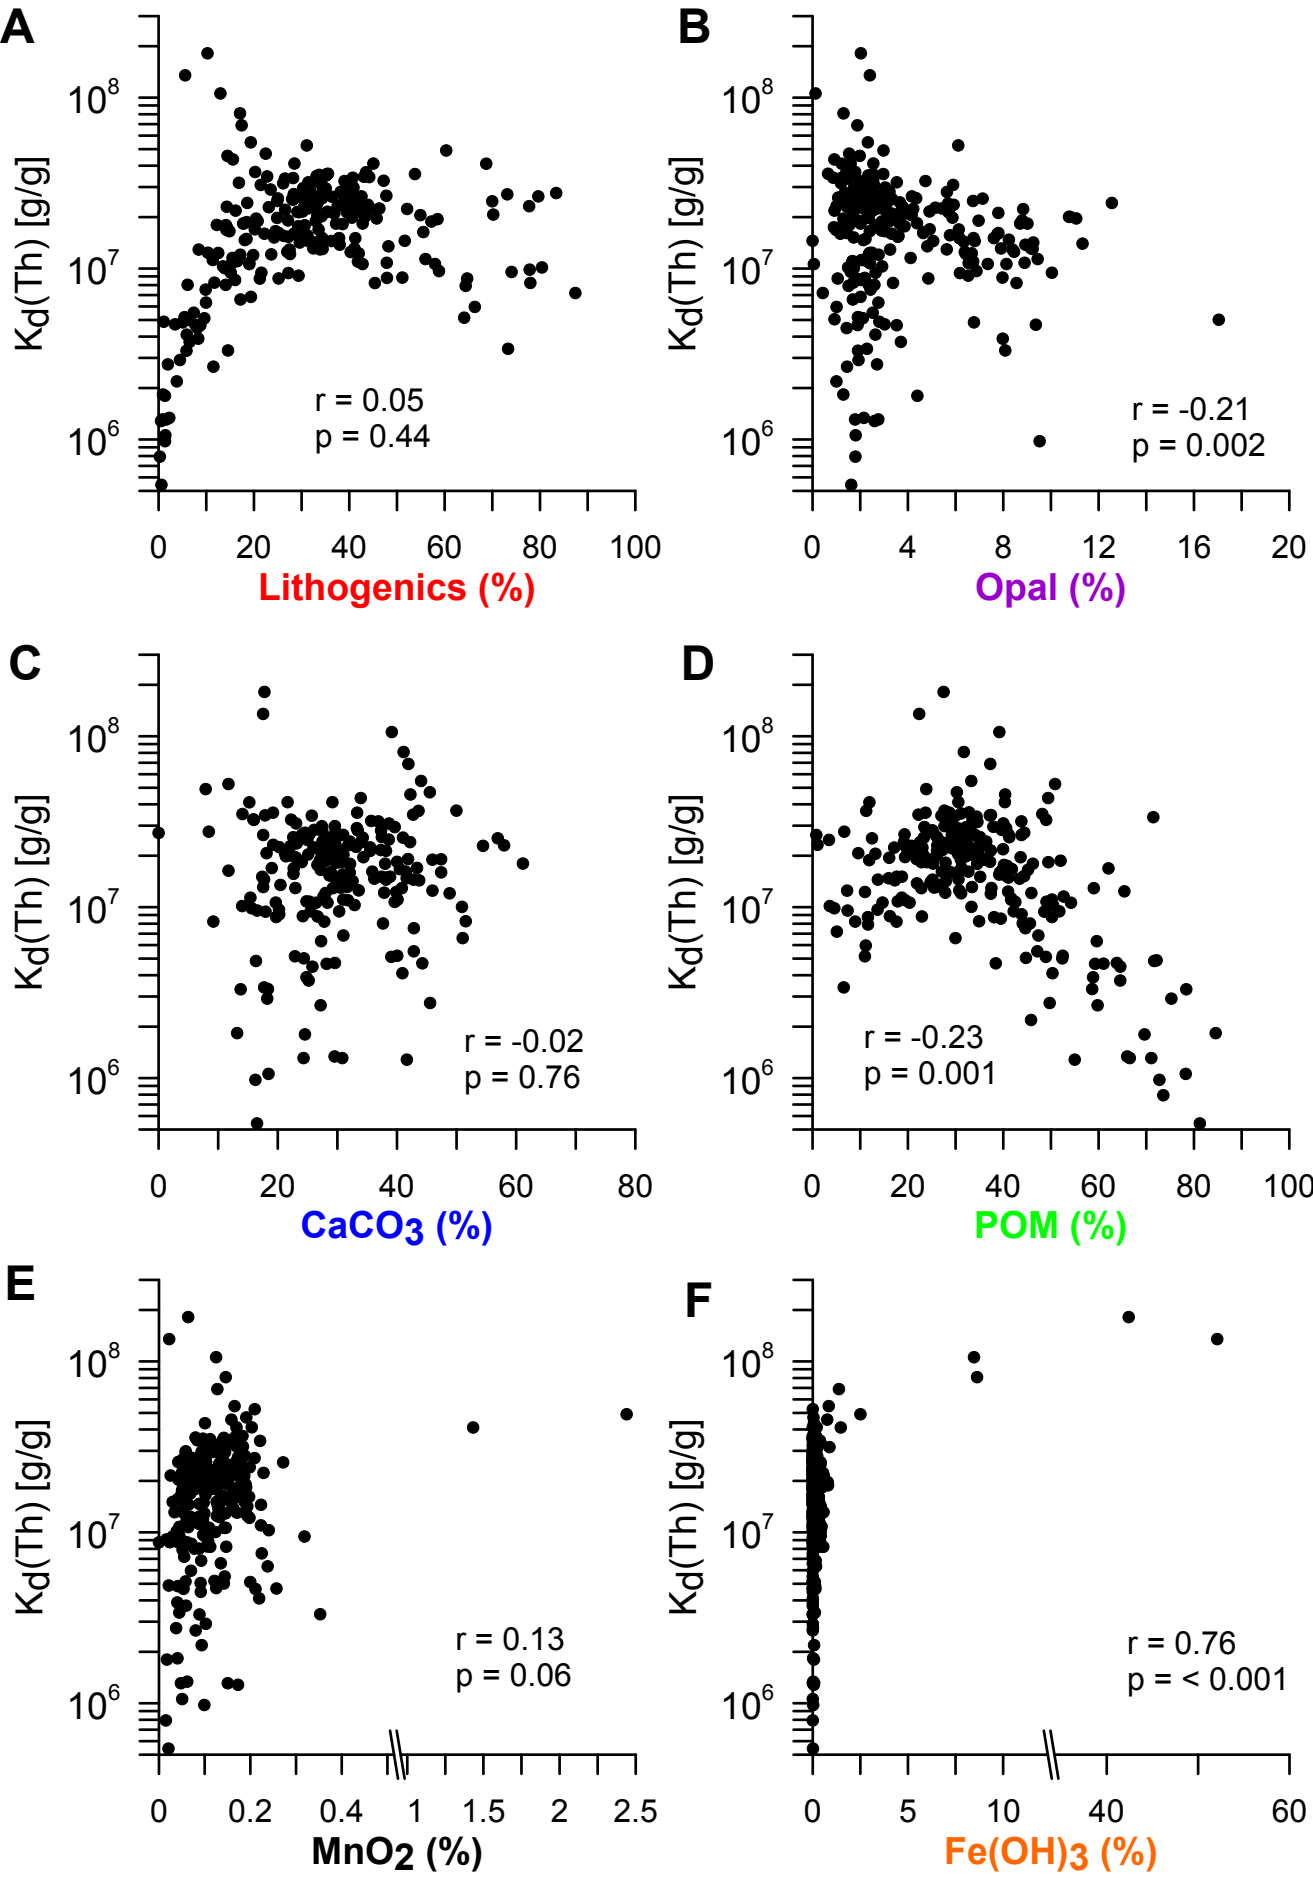 A
10^8
10^7
10^6
Kd(Th) [g/g]
r = 0.05
p = 0.44
0 20 40 60 80 100
Lithogenics (%)
B
10^8
10^7
10^6
Kd(Th) [g/g]
r = -0.21
p = 0.002
0 4 8 12 16 20
Opal (%)
C
10^8
10^7
10^6
Kd(Th) [g/g]
r = -0.02
p = 0.76
0 20 40 60 80
CaCO3 (%)
D
10^8
10^7
10^6
Kd(Th) [g/g]
r = -0.23
p = 0.001
0 20 40 60 80 100
POM (%)
E
10^8
10^7
10^6
Kd(Th) [g/g]
r = 0.13
p = 0.06
0 0.2 0.4 1 1.5 2 2.5
MnO2 (%)
F
10^8
10^7
10^6
Kd(Th) [g/g]
r = 0.76
p = < 0.001
0 5 10 40 60
Fe(OH)3 (%)